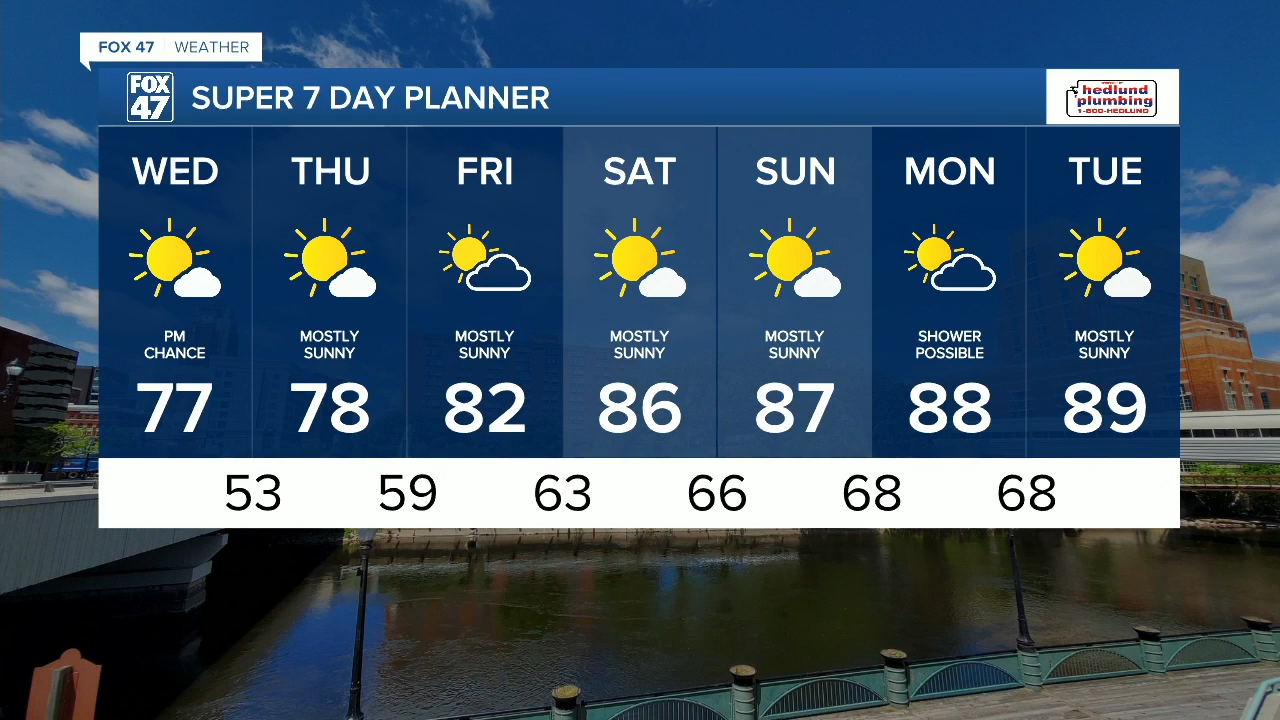 FOX 47 WEATHER
FOX
47
SUPER 7 DAY PLANNER
hedlund
plumbing
1-800-HEDLUND
WED THU FRI SAT SUN MON TUE
PM
CHANCE
MOSTLY
SUNNY
MOSTLY
SUNNY
MOSTLY
SUNNY
MOSTLY
SUNNY
SHOWER
POSSIBLE
MOSTLY
SUNNY
77 78 82 86 87 88 89
53 59 63 66 68 68